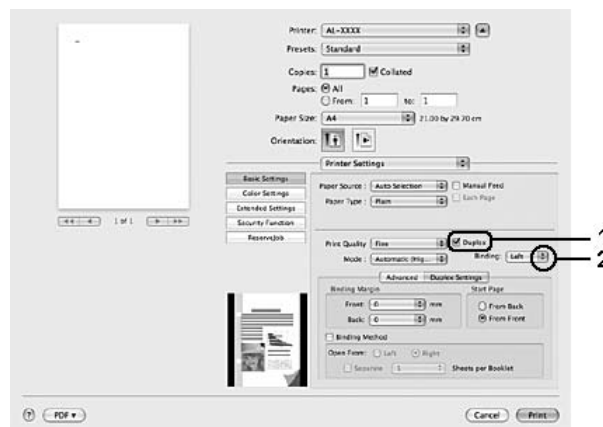 Printer: AL-XXXX
Presets: Standard
Copies: 1 Collated
Pages: All
From: 1 to: 1
Paper Size: A4 21.00 by 29.70 cm
Orientation:
Printer Settings
Basic Settings
Color Settings
Extended Settings
Security Function
ReserveJob
Paper Source : Auto Selection Manual Feed
Paper Type : Plain Each Page
1 of 1
Print Quality : Fine Duplex 1
Mode : Automatic (Hig... Binding: Left 2
Advanced Duplex Settings
Binding Margin Start Page
Front: 0 mm From Back
Back: 0 mm From Front
Binding Method
Open From: Left Right
Separate 1 Sheets per Booklet
? PDF Cancel Print